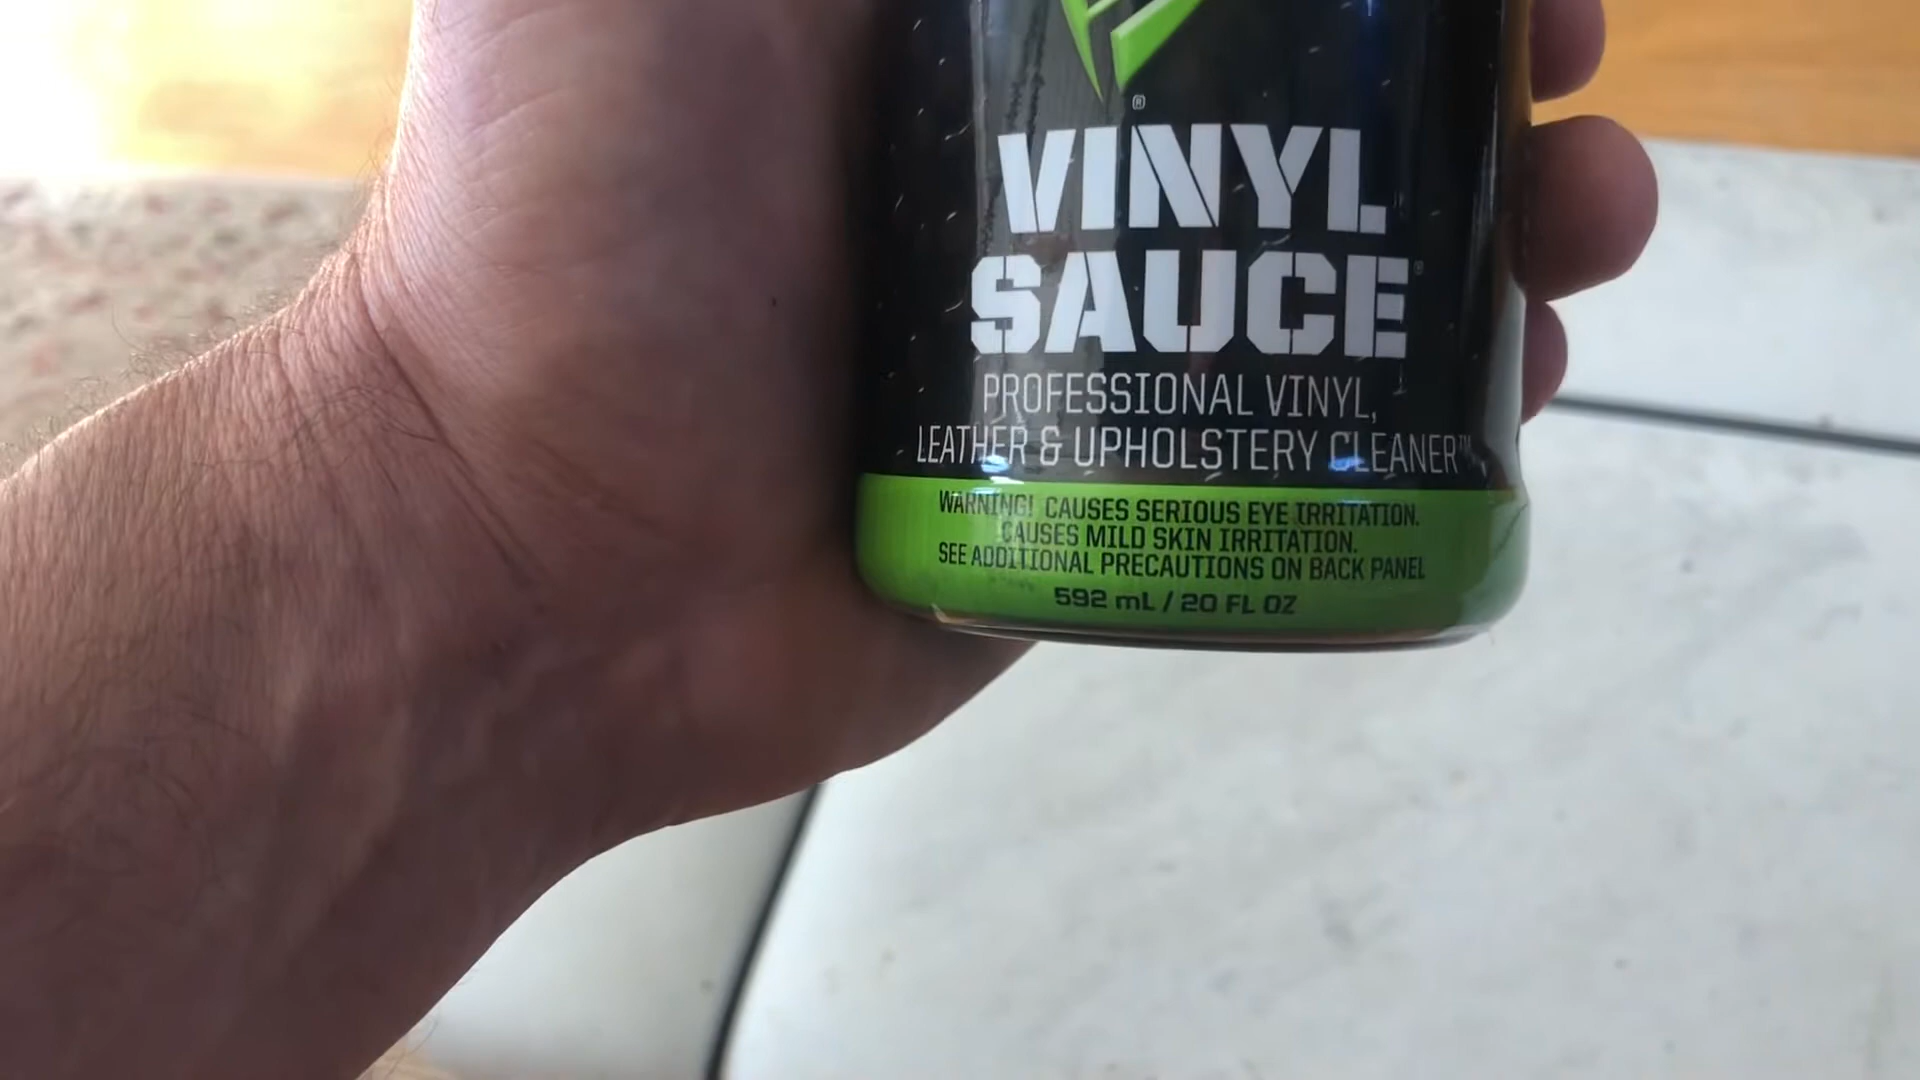 ®
VINYL
SAUCE®
PROFESSIONAL VINYL,
LEATHER & UPHOLSTERY CLEANER™
WARNING! CAUSES SERIOUS EYE IRRITATION.
CAUSES MILD SKIN IRRITATION.
SEE ADDITIONAL PRECAUTIONS ON BACK PANEL
592 mL / 20 FL OZ